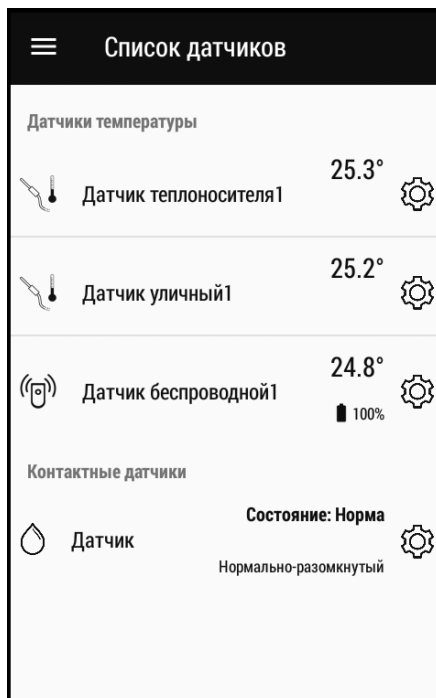 Список датчиков
Датчики температуры
25.3°
Датчик теплоносителя1
25.2°
Датчик уличный1
24.8°
Датчик беспроводной1
100%
Контактные датчики
Состояние: Норма
Датчик
Нормально-разомкнутый